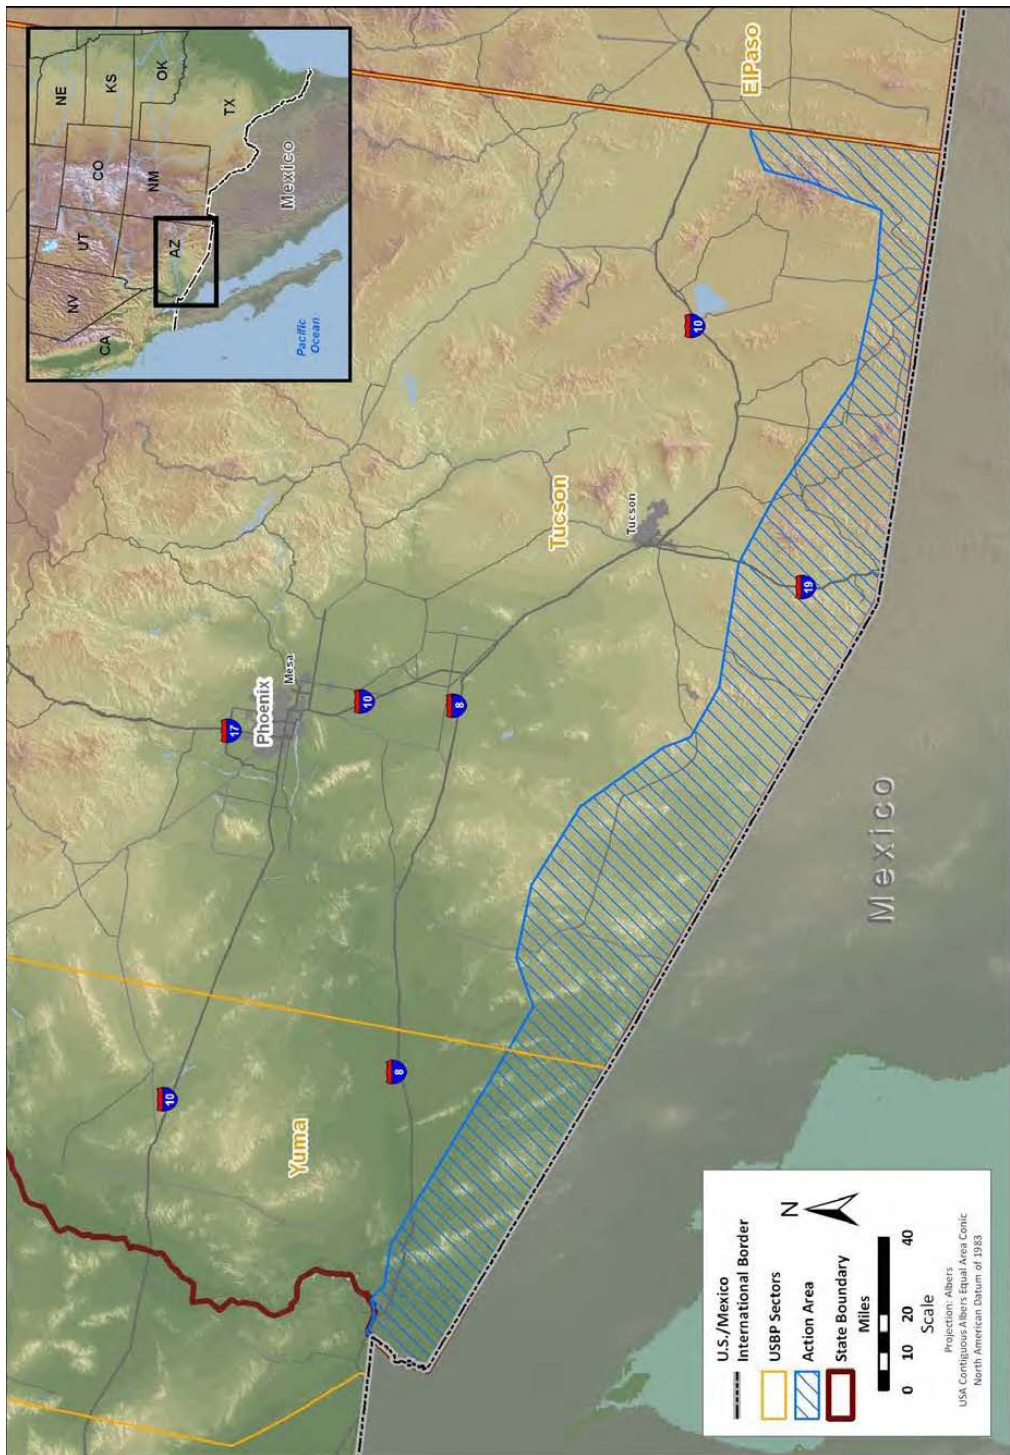 NE
KS
OK
UT
CO
NV
CA
AZ
NM
TX
Mexico
Pacific
Ocean
17
Phoenix
Mesa
10
10
8
8
Yuma
Tucson
Tucson
10
19
ElPaso
Mexico
U.S./Mexico
International Border
USBP Sectors
Action Area
State Boundary
Miles
0 10 20 40
Scale
N
Projection: Albers
USA Contiguous Albers Equal Area Conic
North American Datum of 1983